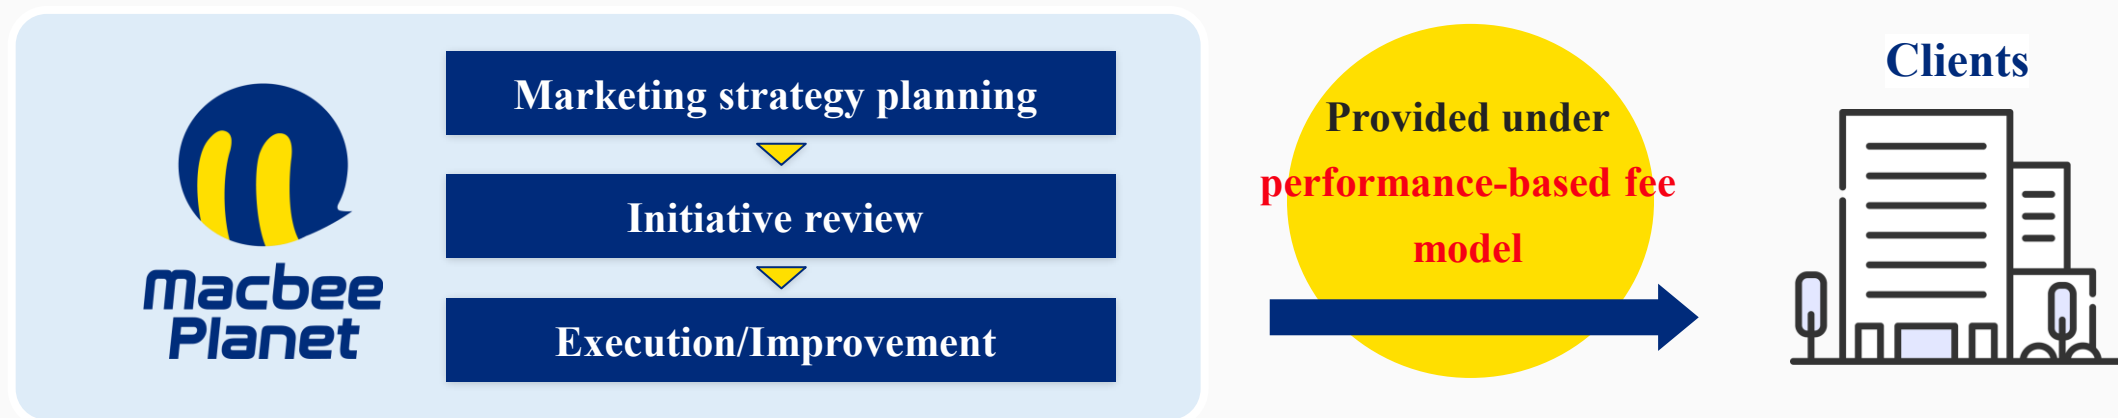 macbee
Planet
Marketing strategy planning
Initiative review
Execution/Improvement
Provided under
performance-based fee
model
Clients